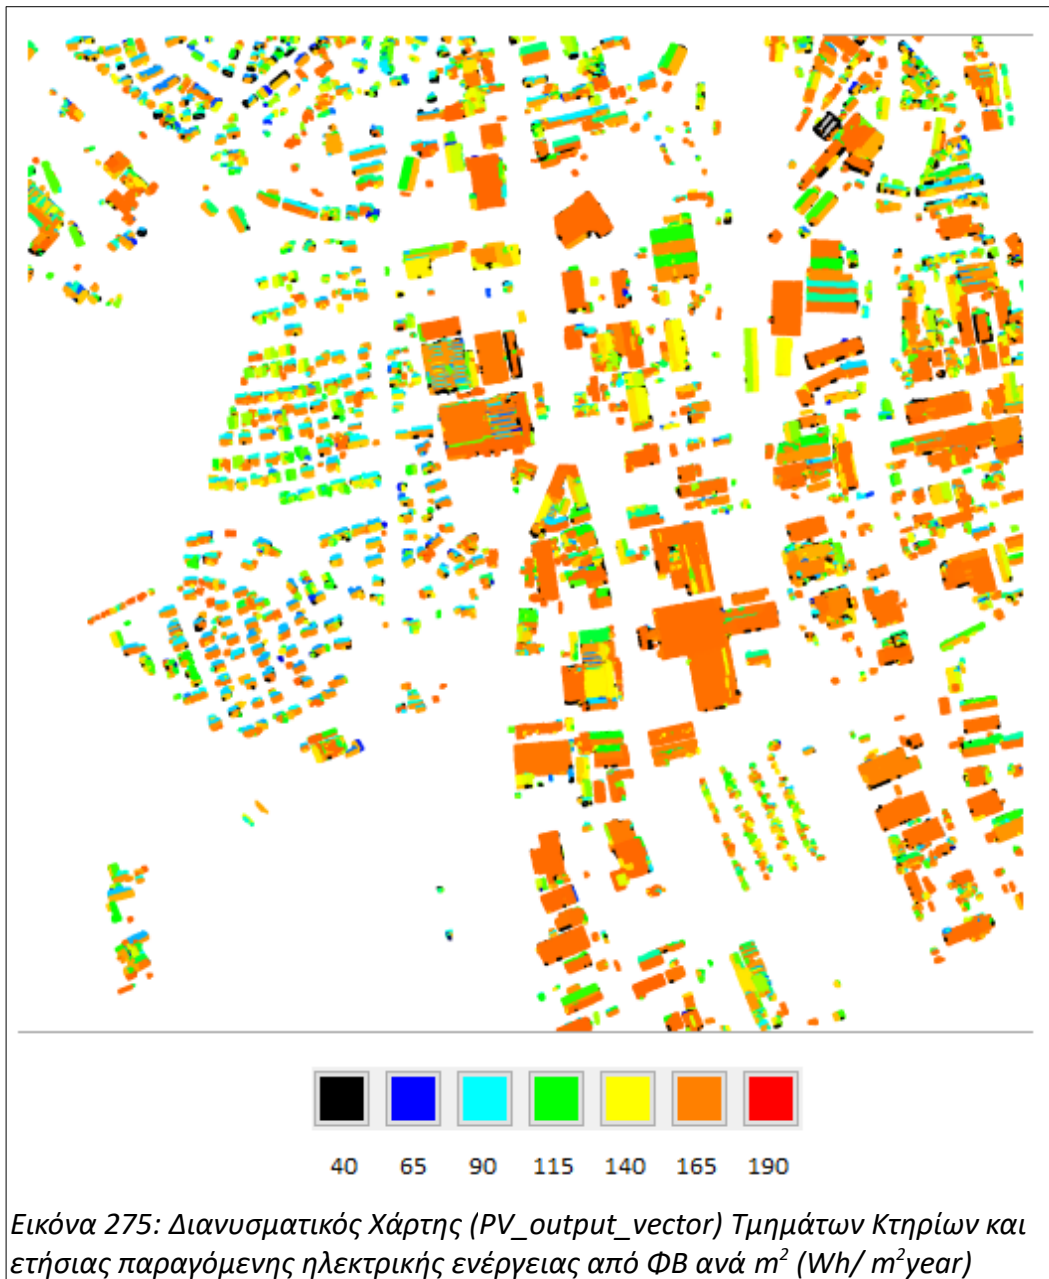 40 65 90 115 140 165 190
Εικόνα 275: Διανυσματικός Χάρτης (PV_output_vector) Τμημάτων Κτηρίων και
ετήσιας παραγόμενης ηλεκτρικής ενέργειας από ΦΒ ανά m² (Wh/ m²year)